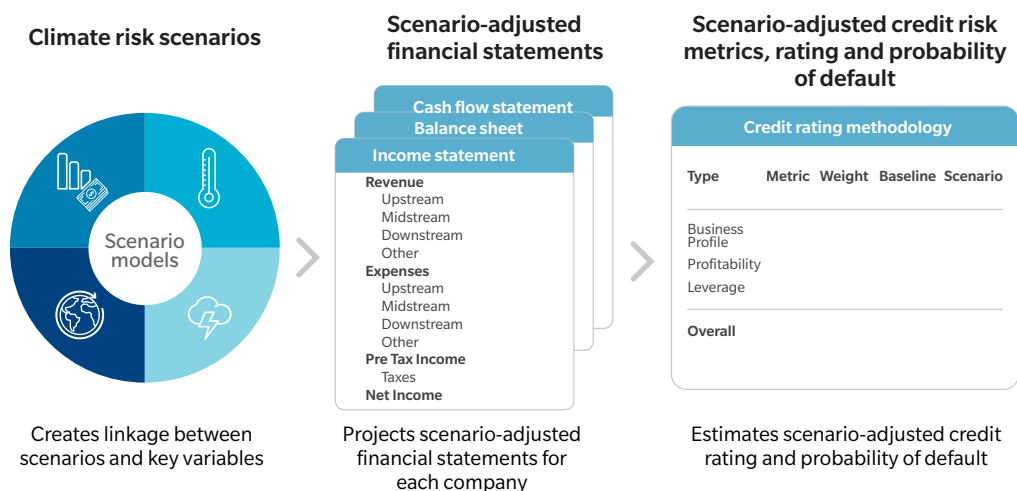 Climate risk scenarios
Scenario
models
Creates linkage between
scenarios and key variables
Scenario-adjusted
financial statements
Cash flow statement
Balance sheet
Income statement
Revenue
Upstream
Midstream
Downstream
Other
Expenses
Upstream
Midstream
Downstream
Other
Pre Tax Income
Taxes
Net Income
Projects scenario-adjusted
financial statements for
each company
Scenario-adjusted credit risk
metrics, rating and probability
of default
Credit rating methodology
Type Metric Weight Baseline Scenario
Business
Profile
Profitability
Leverage
Overall
Estimates scenario-adjusted credit
rating and probability of default